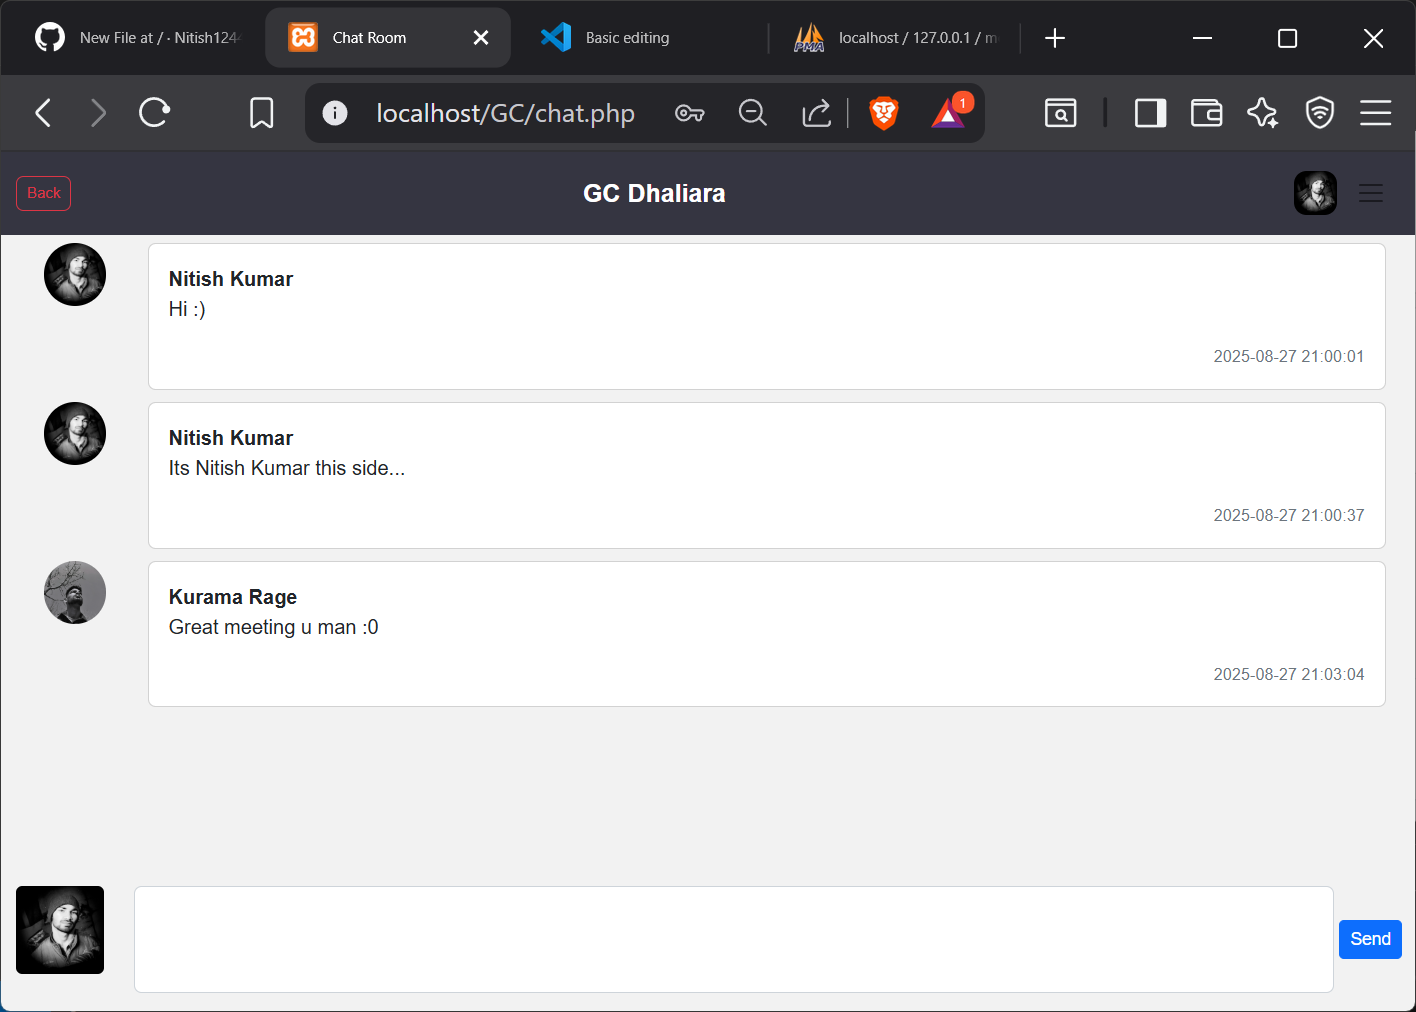 New File at / · Nitish124
Chat Room
Basic editing
localhost / 127.0.0.1 / m
localhost/GC/chat.php
1
Back
GC Dhaliara
Nitish Kumar
Hi :)
2025-08-27 21:00:01
Nitish Kumar
Its Nitish Kumar this side...
2025-08-27 21:00:37
Kurama Rage
Great meeting u man :0
2025-08-27 21:03:04
Send